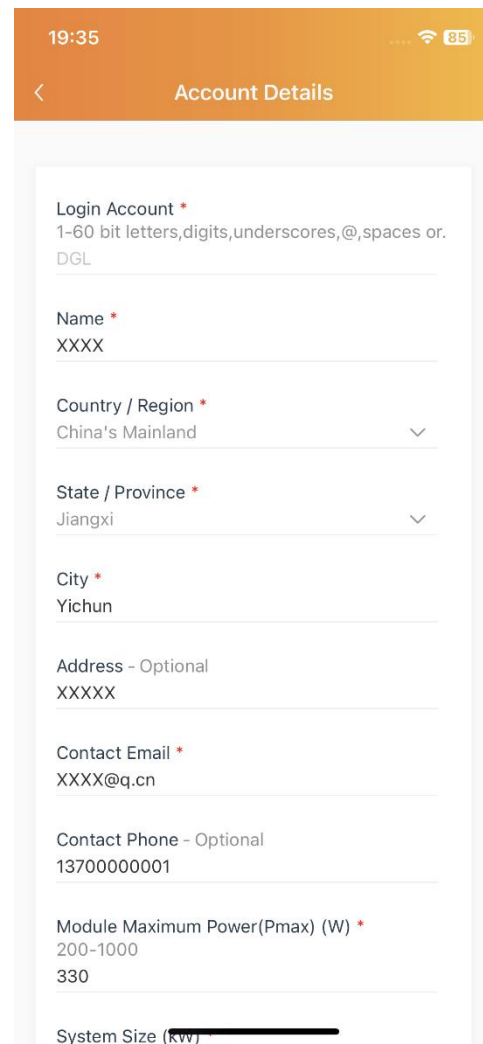 19:35
85
Account Details
Login Account *
1-60 bit letters,digits,underscores,@,spaces or.
DGL
Name *
XXXX
Country / Region *
China's Mainland
State / Province *
Jiangxi
City *
Yichun
Address - Optional
XXXXX
Contact Email *
XXXX@q.cn
Contact Phone - Optional
13700000001
Module Maximum Power(Pmax) (W) *
200-1000
330
System Size (kW) *